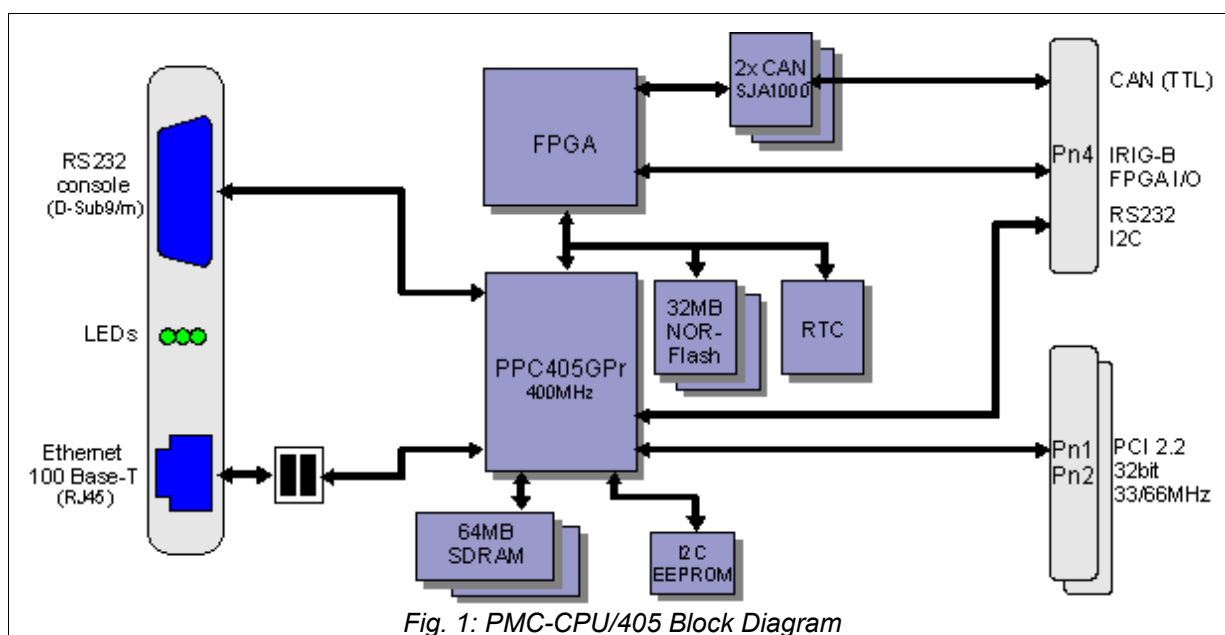 RS232
console
(D-Sub9/m)
LEDs
Ethernet
100 Base-T
(RJ45)
FPGA
2x CAN
SJA1000
PPC405GPr
400MHz
32MB
NOR-
Flash
RTC
64MB
SDRAM
I2C
EEPROM
Pn4
CAN (TTL)
IRIG-B
FPGA I/O
RS232
I2C
Pn1
Pn2
PCI 2.2
32bit
33/66MHz
Fig. 1: PMC-CPU/405 Block Diagram